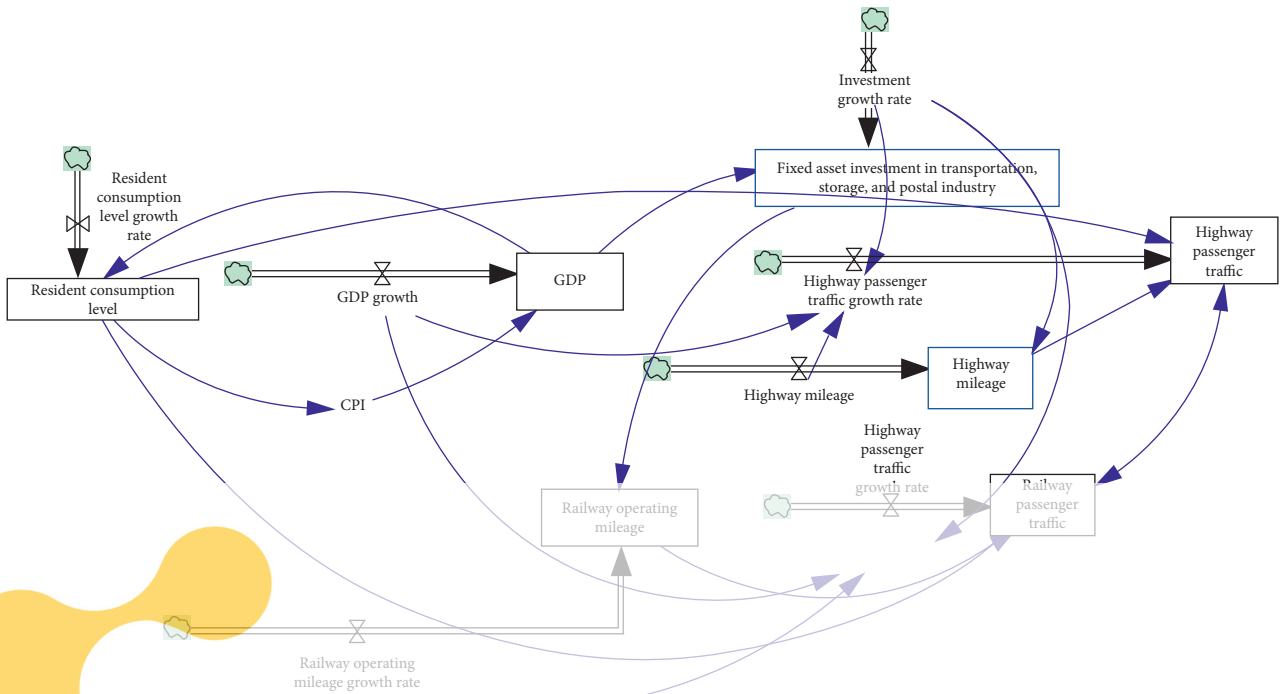 Investment
growth rate
Resident
consumption
level growth
rate
Fixed asset investment in transportation,
storage, and postal industry
Highway
passenger
traffic
Resident consumption
level
GDP growth
GDP
Highway passenger
traffic growth rate
Highway mileage
Highway
mileage
CPI
Highway
passenger
traffic
growth rate
Railway operating
mileage
Railway
passenger
traffic
Railway operating
mileage growth rate